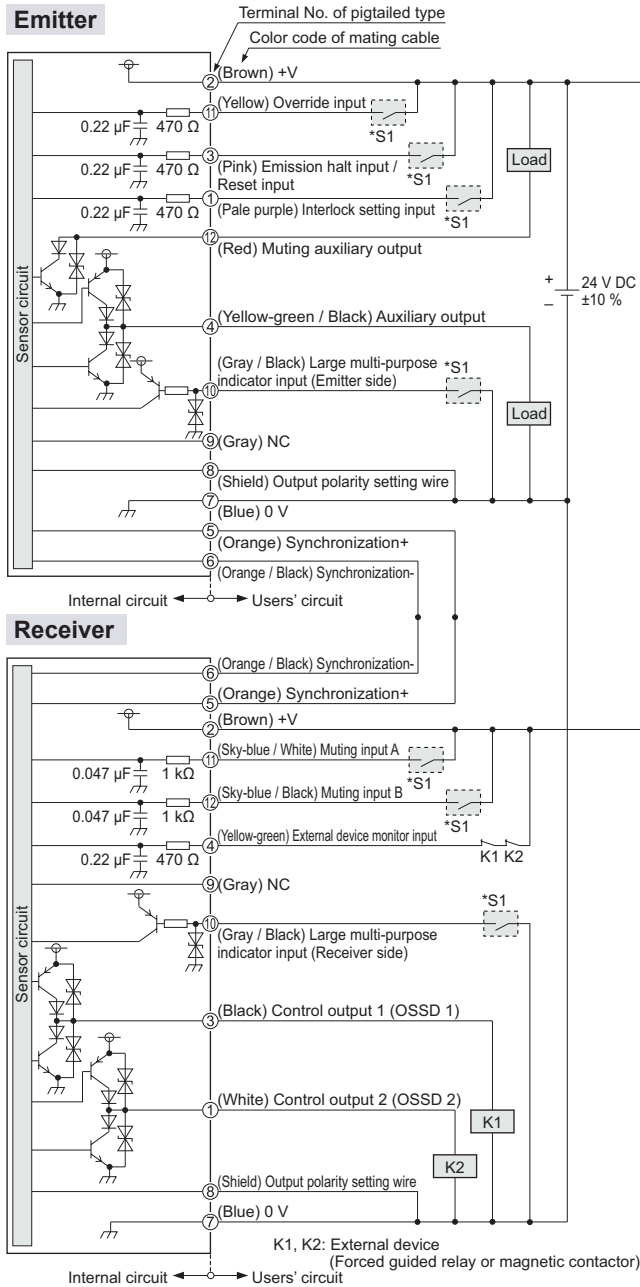 Emitter
Terminal No. of pigtailed type
Color code of mating cable
Sensor circuit
2 (Brown) +V
11 (Yellow) Override input
0.22 µF 470 Ω
*S1
3 (Pink) Emission halt input /
Reset input
0.22 µF 470 Ω
*S1
Load
1 (Pale purple) Interlock setting input
0.22 µF 470 Ω
*S1
12 (Red) Muting auxiliary output
+
–
24 V DC
±10 %
4 (Yellow-green / Black) Auxiliary output
10 (Gray / Black) Large multi-purpose
indicator input (Emitter side)
*S1
Load
9 (Gray) NC
8 (Shield) Output polarity setting wire
7 (Blue) 0 V
5 (Orange) Synchronization+
6 (Orange / Black) Synchronization-
Internal circuit Users' circuit
Receiver
Sensor circuit
6 (Orange / Black) Synchronization-
5 (Orange) Synchronization+
2 (Brown) +V
11 (Sky-blue / White) Muting input A
0.047 µF 1 kΩ
*S1
12 (Sky-blue / Black) Muting input B
0.047 µF 1 kΩ
*S1
4 (Yellow-green) External device monitor input
0.22 µF 470 Ω
K1 K2
9 (Gray) NC
*S1
10 (Gray / Black) Large multi-purpose
indicator input (Receiver side)
3 (Black) Control output 1 (OSSD 1)
1 (White) Control output 2 (OSSD 2)
K1
K2
8 (Shield) Output polarity setting wire
7 (Blue) 0 V
K1, K2: External device
(Forced guided relay or magnetic contactor)
Internal circuit Users' circuit